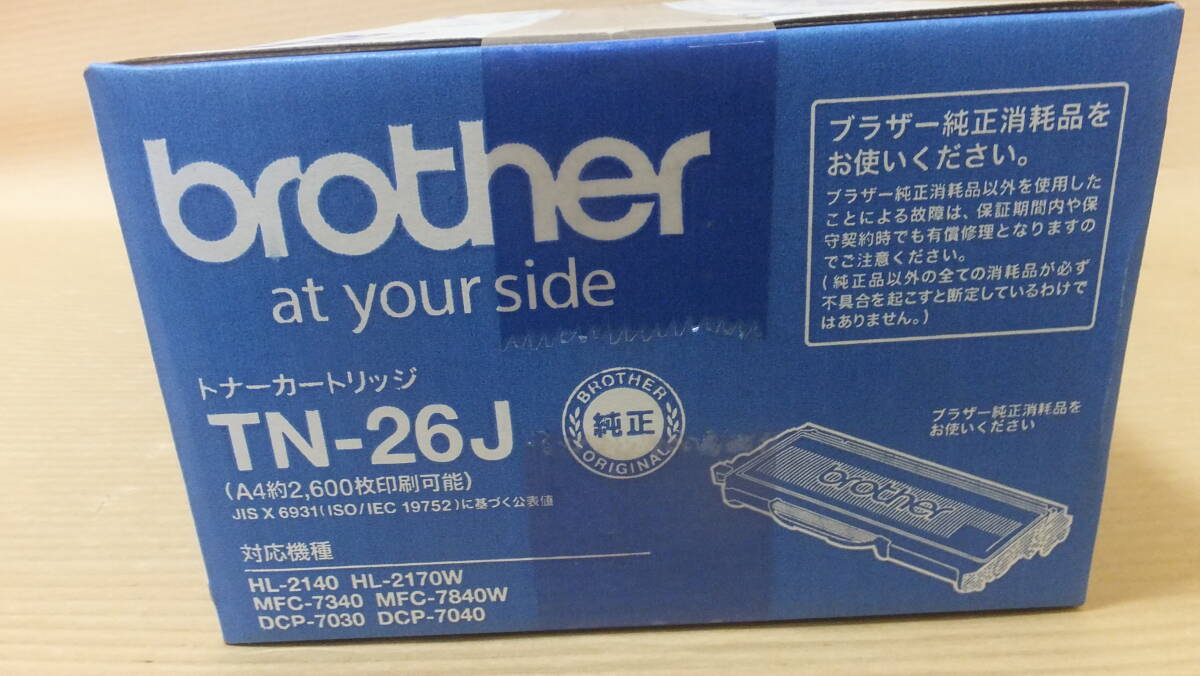 brother
at your side
トナーカートリッジ
TN-26J
(A4約2,600枚印刷可能)
JIS X 6931(ISO/IEC 19752)に基づく公表値
対応機種
HL-2140 HL-2170W
MFC-7340 MFC-7840W
DCP-7030 DCP-7040
BROTHER
純正
ORIGINAL
ブラザー純正消耗品を
お使いください。
ブラザー純正消耗品以外を使用した
ことによる故障は、保証期間内や保
守契約時でも有償修理となりますの
でご注意ください。
(純正品以外の全ての消耗品が必ず
不具合を起こすと断定しているわけで
はありません。)
ブラザー純正消耗品を
お使いください
brother